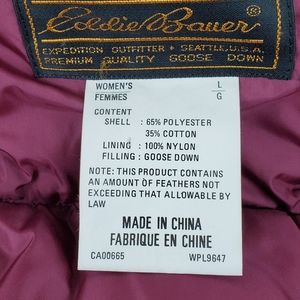 Eddie Bauer ®
EXPEDITION OUTFITTER • SEATTLE, U.S.A.
PREMIUM QUALITY GOOSE DOWN
WOMEN'S L
FEMMES G
CONTENT
SHELL : 65% POLYESTER
35% COTTON
LINING : 100% NYLON
FILLING : GOOSE DOWN
NOTE: THIS PRODUCT CONTAINS
AN AMOUNT OF FEATHERS NOT
EXCEEDING THAT ALLOWABLE BY
LAW
MADE IN CHINA
FABRIQUE EN CHINE
CA00665 WPL9647